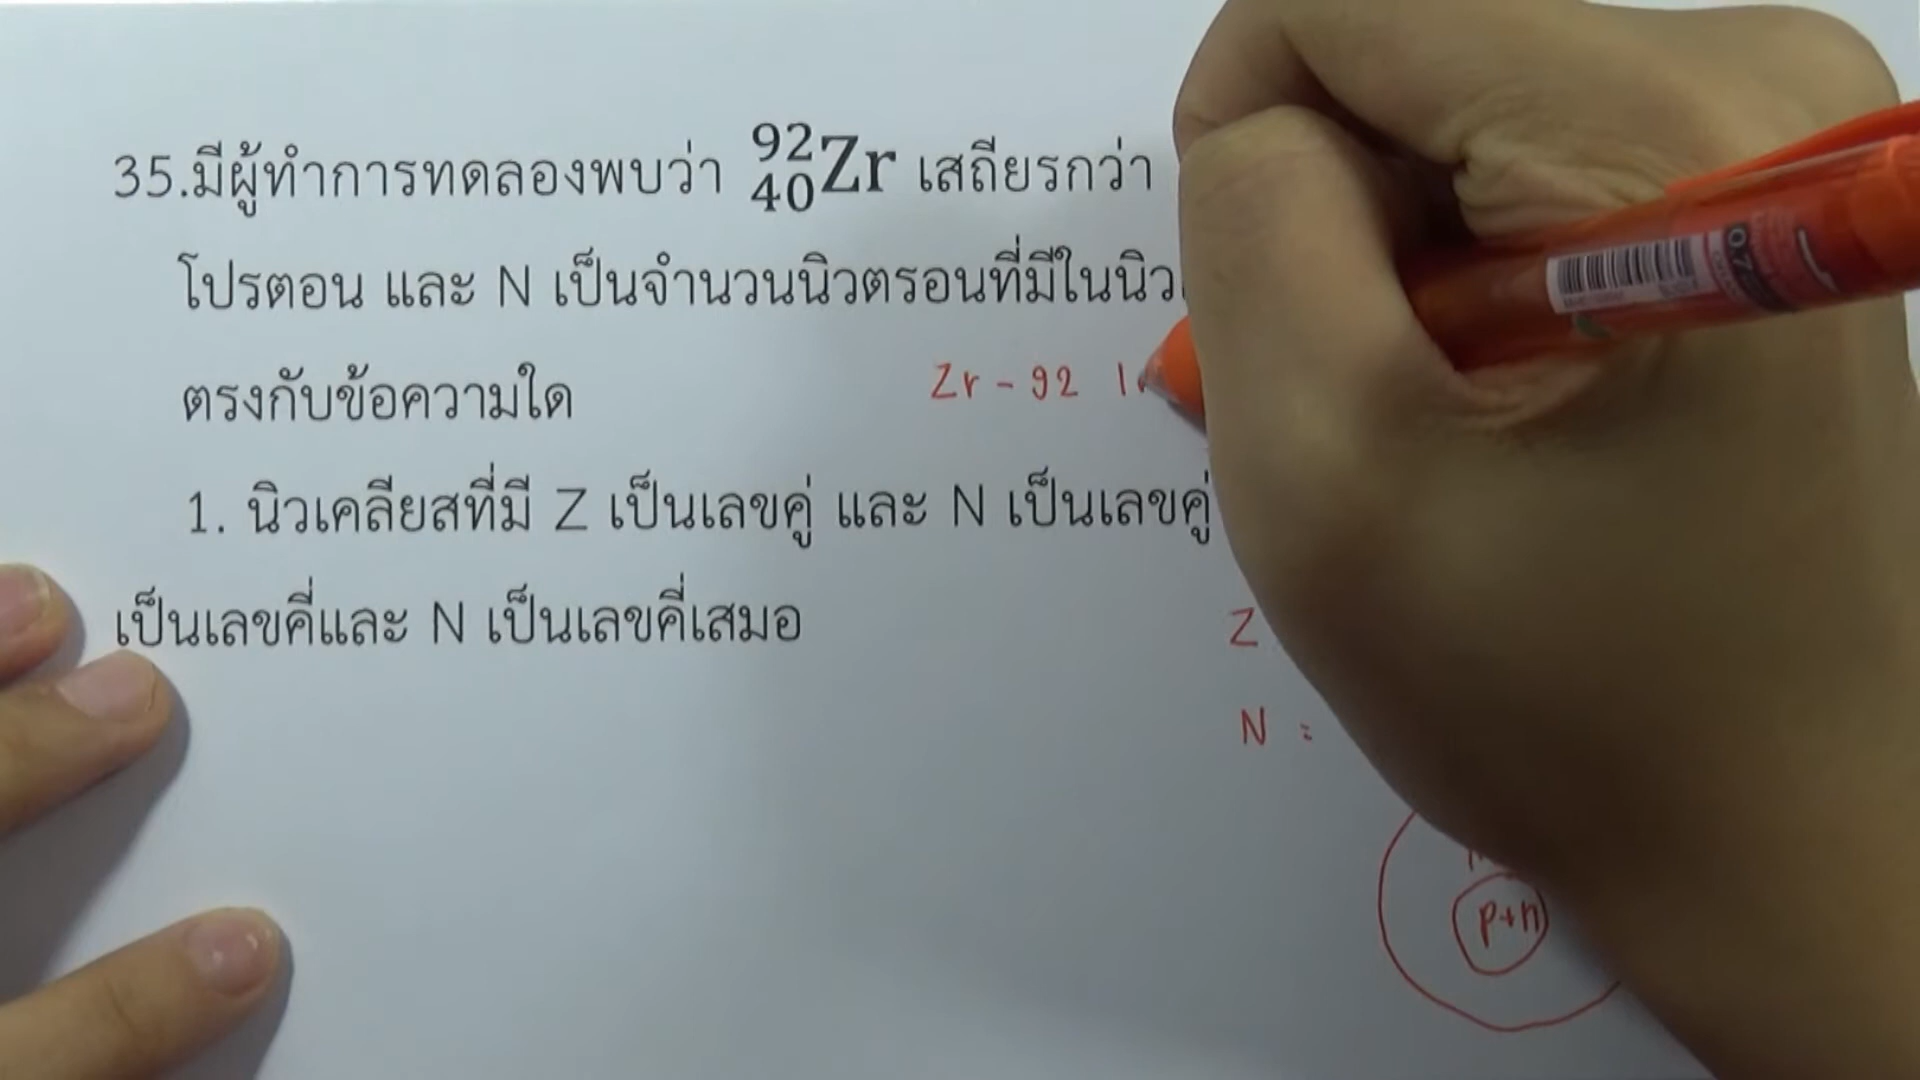 35.มีผู้ทำการทดลองพบว่า ⁹²₄₀Zr เสถียรกว่า
โปรตอน และ N เป็นจำนวนนิวตรอนที่มีในนิว
ตรงกับข้อความใด
Zr - 92
1. นิวเคลียสที่มี Z เป็นเลขคู่ และ N เป็นเลขคู่
เป็นเลขคี่และ N เป็นเลขคี่เสมอ
Z
N =
p+n
0.7